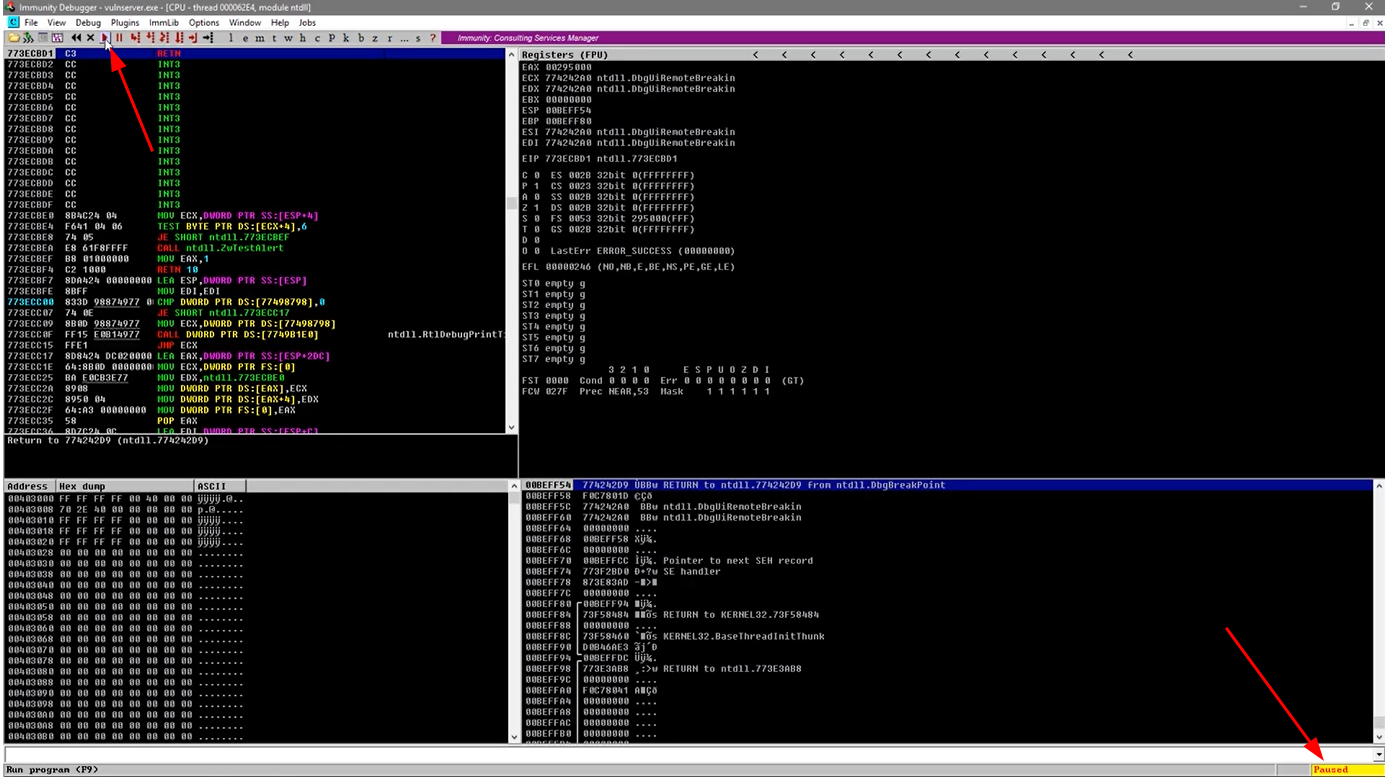 Immunity Debugger - vulnserver.exe - [CPU - thread 000062E4, module ntdll]
File View Debug Plugins ImmLib Options Window Help Jobs
l e m t w h c P k b z r ... s ?
Immunity: Consulting Services Manager
773ECBD1 C3 RETN
773ECBD2 CC INT3
773ECBD3 CC INT3
773ECBD4 CC INT3
773ECBD5 CC INT3
773ECBD6 CC INT3
773ECBD7 CC INT3
773ECBD8 CC INT3
773ECBD9 CC INT3
773ECBDA CC INT3
773ECBDB CC INT3
773ECBDC CC INT3
773ECBDD CC INT3
773ECBDE CC INT3
773ECBDF CC INT3
773ECBE0 8B4C24 04 MOV ECX,DWORD PTR SS:[ESP+4]
773ECBE4 F641 04 06 TEST BYTE PTR DS:[ECX+4],6
773ECBE8 74 05 JE SHORT ntdll.773ECBEF
773ECBEA E8 61F8FFFF CALL ntdll.ZwTestAlert
773ECBEF B8 01000000 MOV EAX,1
773ECBF4 C2 1000 RETN 10
773ECBF7 8DA424 00000000 LEA ESP,DWORD PTR SS:[ESP]
773ECBFE 8BFF MOV EDI,EDI
773ECC00 833D 98874977 0 CMP DWORD PTR DS:[77498798],0
773ECC07 74 0E JE SHORT ntdll.773ECC17
773ECC09 8B0D 98874977 MOV ECX,DWORD PTR DS:[77498798]
773ECC0F FF15 E0B14977 CALL DWORD PTR DS:[7749B1E0] ntdll.RtlDebugPrintTi
773ECC15 FFE1 JMP ECX
773ECC17 8D8424 DC020000 LEA EAX,DWORD PTR SS:[ESP+2DC]
773ECC1E 64:8B0D 0000000 MOV ECX,DWORD PTR FS:[0]
773ECC25 BA E0CB3E77 MOV EDX,ntdll.773ECBE0
773ECC2A 8908 MOV DWORD PTR DS:[EAX],ECX
773ECC2C 8950 04 MOV DWORD PTR DS:[EAX+4],EDX
773ECC2F 64:A3 00000000 MOV DWORD PTR FS:[0],EAX
773ECC35 58 POP EAX
773ECC36 8D7C24 0C LEA EDI,DWORD PTR SS:[ESP+C]
Return to 774242D9 (ntdll.774242D9)
Registers (FPU) < < < < < < < < < < < < < <
EAX 00295000
ECX 774242A0 ntdll.DbgUiRemoteBreakin
EDX 774242A0 ntdll.DbgUiRemoteBreakin
EBX 00000000
ESP 00BEFF54
EBP 00BEFF80
ESI 774242A0 ntdll.DbgUiRemoteBreakin
EDI 774242A0 ntdll.DbgUiRemoteBreakin
EIP 773ECBD1 ntdll.773ECBD1
C 0 ES 002B 32bit 0(FFFFFFFF)
P 1 CS 0023 32bit 0(FFFFFFFF)
A 0 SS 002B 32bit 0(FFFFFFFF)
Z 1 DS 002B 32bit 0(FFFFFFFF)
S 0 FS 0053 32bit 295000(FFF)
T 0 GS 002B 32bit 0(FFFFFFFF)
D 0
O 0 LastErr ERROR_SUCCESS (00000000)
EFL 00000246 (NO,NB,E,BE,NS,PE,GE,LE)
ST0 empty g
ST1 empty g
ST2 empty g
ST3 empty g
ST4 empty g
ST5 empty g
ST6 empty g
ST7 empty g
3 2 1 0 E S P U O Z D I
FST 0000 Cond 0 0 0 0 Err 0 0 0 0 0 0 0 0 (GT)
FCW 027F Prec NEAR,53 Mask 1 1 1 1 1 1
Address Hex dump ASCII
00403000 FF FF FF FF 00 40 00 00 ÿÿÿÿ.@..
00403008 70 2E 40 00 00 00 00 00 p.@.....
00403010 FF FF FF FF 00 00 00 00 ÿÿÿÿ....
00403018 FF FF FF FF 00 00 00 00 ÿÿÿÿ....
00403020 FF FF FF FF 00 00 00 00 ÿÿÿÿ....
00403028 00 00 00 00 00 00 00 00 ........
00403030 00 00 00 00 00 00 00 00 ........
00403038 00 00 00 00 00 00 00 00 ........
00403040 00 00 00 00 00 00 00 00 ........
00403048 00 00 00 00 00 00 00 00 ........
00403050 00 00 00 00 00 00 00 00 ........
00403058 00 00 00 00 00 00 00 00 ........
00403060 00 00 00 00 00 00 00 00 ........
00403068 00 00 00 00 00 00 00 00 ........
00403070 00 00 00 00 00 00 00 00 ........
00403078 00 00 00 00 00 00 00 00 ........
00403080 00 00 00 00 00 00 00 00 ........
00403088 00 00 00 00 00 00 00 00 ........
00403090 00 00 00 00 00 00 00 00 ........
00403098 00 00 00 00 00 00 00 00 ........
004030A0 00 00 00 00 00 00 00 00 ........
004030A8 00 00 00 00 00 00 00 00 ........
004030B0 00 00 00 00 00 00 00 00 ........
00BEFF54 774242D9 ÙBBw RETURN to ntdll.774242D9 from ntdll.DbgBreakPoint
00BEFF58 F0C7801D
00BEFF5C 774242A0 BBw ntdll.DbgUiRemoteBreakin
00BEFF60 774242A0 BBw ntdll.DbgUiRemoteBreakin
00BEFF64 00000000 ....
00BEFF68 00BEFF58 Xÿ¾.
00BEFF6C 00000000 ....
00BEFF70 00BEFFCC Ìÿ¾. Pointer to next SEH record
00BEFF74 773F2BD0 Ð+?w SE handler
00BEFF78 873E83AD
00BEFF7C 00000000 ....
00BEFF80 00BEFF94 ÿ¾.
00BEFF84 73F58484 RETURN to KERNEL32.73F58484
00BEFF88 00000000 ....
00BEFF8C 73F58460 KERNEL32.BaseThreadInitThunk
00BEFF90 D0B46AE3 ãj´Ð
00BEFF94 00BEFFDC Üÿ¾.
00BEFF98 773E3AB8 ¸:>w RETURN to ntdll.773E3AB8
00BEFF9C 00000000 ....
00BEFFA0 F0C78041
00BEFFA4 00000000 ....
00BEFFA8 00000000 ....
00BEFFAC 00000000 ....
00BEFFB0 00000000 ....
Run program (F9)
Paused